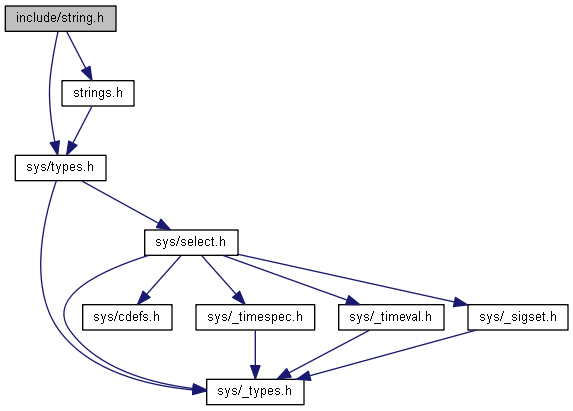 include/string.h
strings.h
sys/types.h
sys/select.h
sys/cdefs.h
sys/_timespec.h
sys/_timeval.h
sys/_sigset.h
sys/_types.h